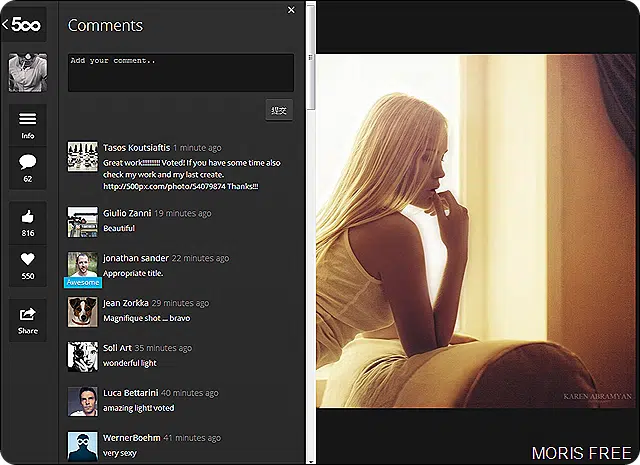 500
Comments
Add your comment..
提交
Info
62
816
550
Share
Tasos Koutsiaftis 1 minute ago
Great work!!!!!!!!!! Voted! If you have some time also
check my work and my last create.
http://500px.com/photo/54079874 Thanks!!!
Giulio Zanni 19 minutes ago
Beautiful
jonathan sander 22 minutes ago
Appropriate title.
Awesome
Jean Zorkka 29 minutes ago
Magnifique shot ... bravo
Soll Art 35 minutes ago
wonderful light
Luca Bettarini 40 minutes ago
amazing light! voted
WernerBoehm 41 minutes ago
very sexy
KAREN ABRAMYAN
MORIS FREE